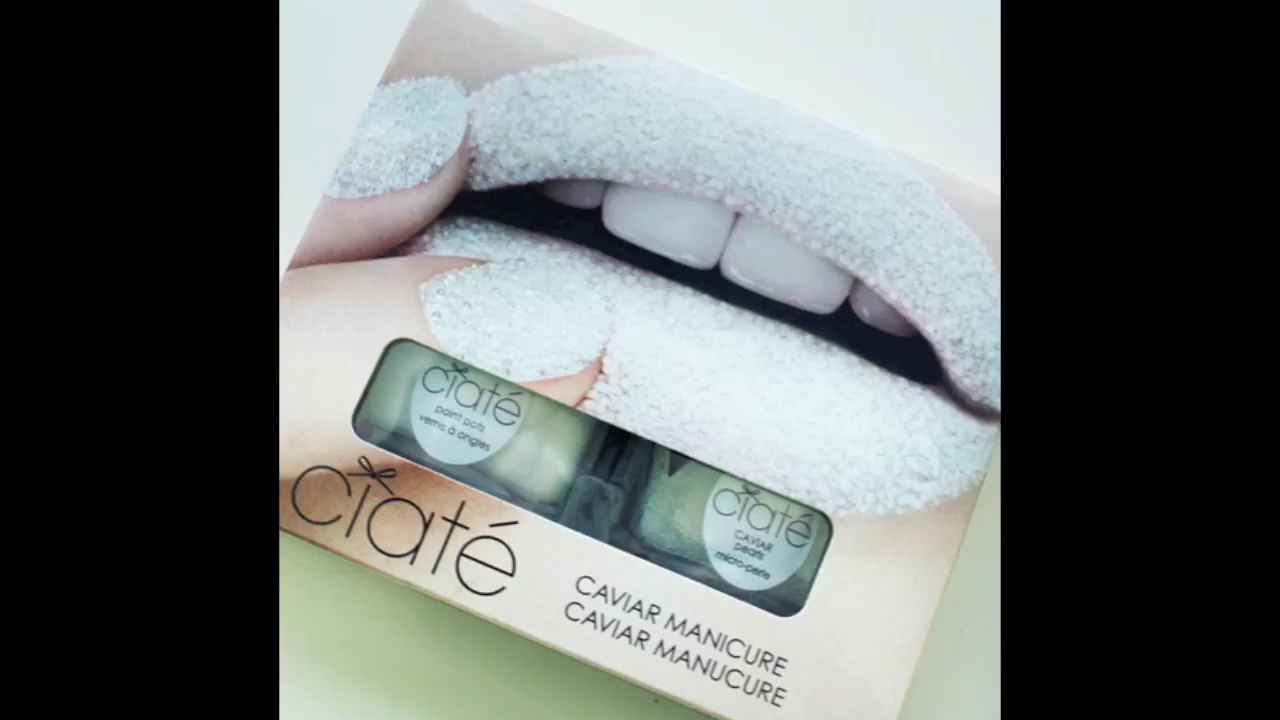 ciaté
paint pots
vernis à ongles
ciaté
CAVIAR
pearls
micro-perle
ciaté
CAVIAR MANICURE
CAVIAR MANUCURE